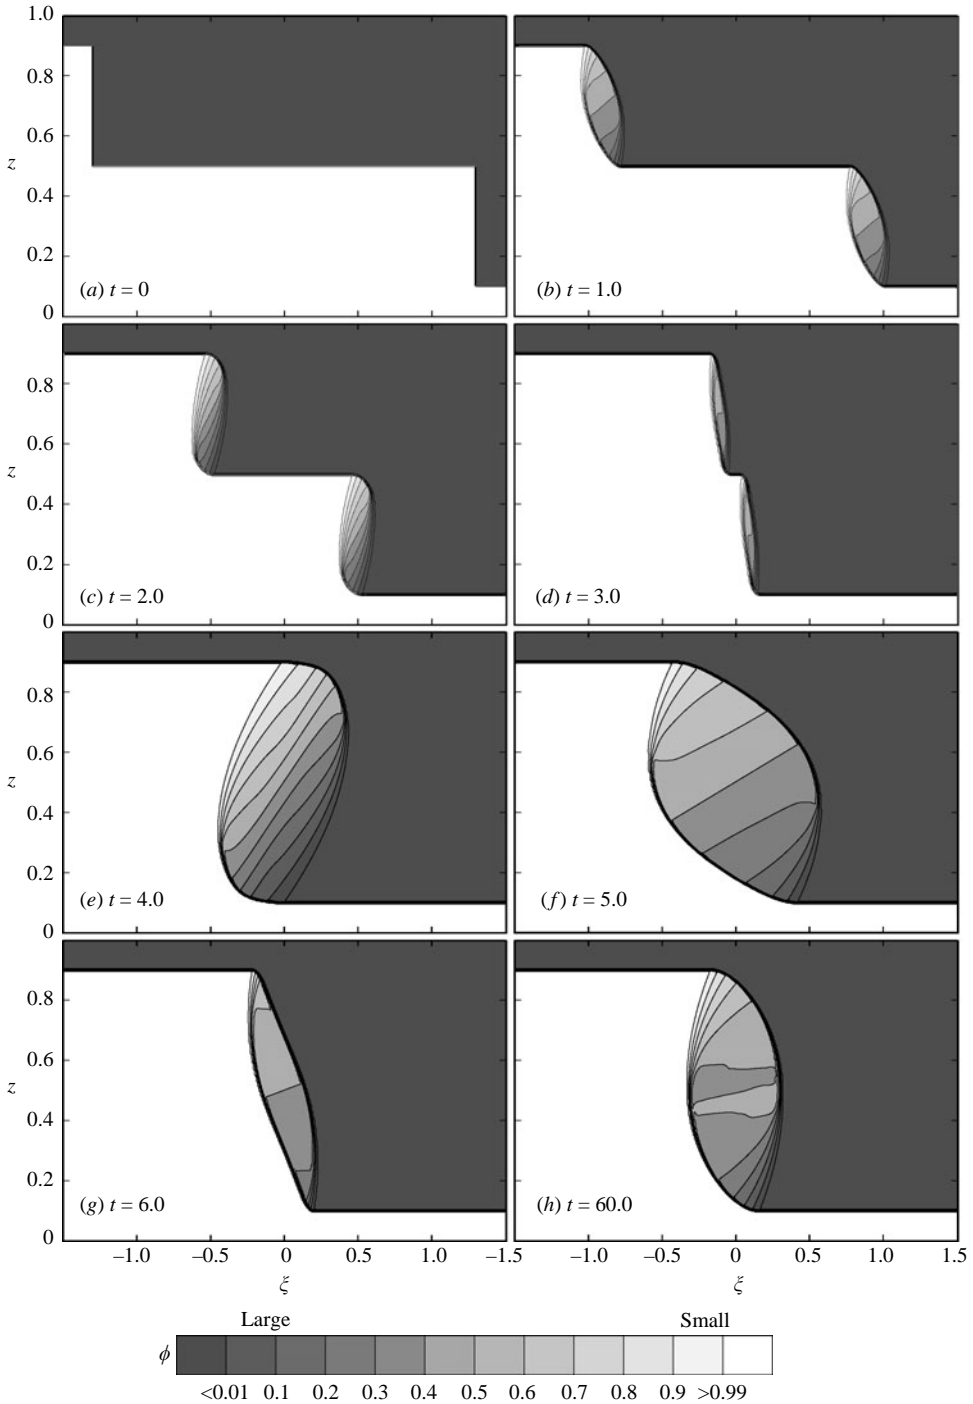 1.0
0.8
0.6
z
0.4
0.2
(a) t = 0
(b) t = 1.0
0
0.8
0.6
z
0.4
0.2
(c) t = 2.0
(d) t = 3.0
0
0.8
0.6
z
0.4
0.2
(e) t = 4.0
(f) t = 5.0
0
0.8
0.6
z
0.4
0.2
(g) t = 6.0
(h) t = 60.0
0
–1.0 –0.5 0 0.5 1.0 –1.5 –1.0 –0.5 0 0.5 1.0 1.5
ξ ξ
Large Small
ϕ
<0.01 0.1 0.2 0.3 0.4 0.5 0.6 0.7 0.8 0.9 >0.99